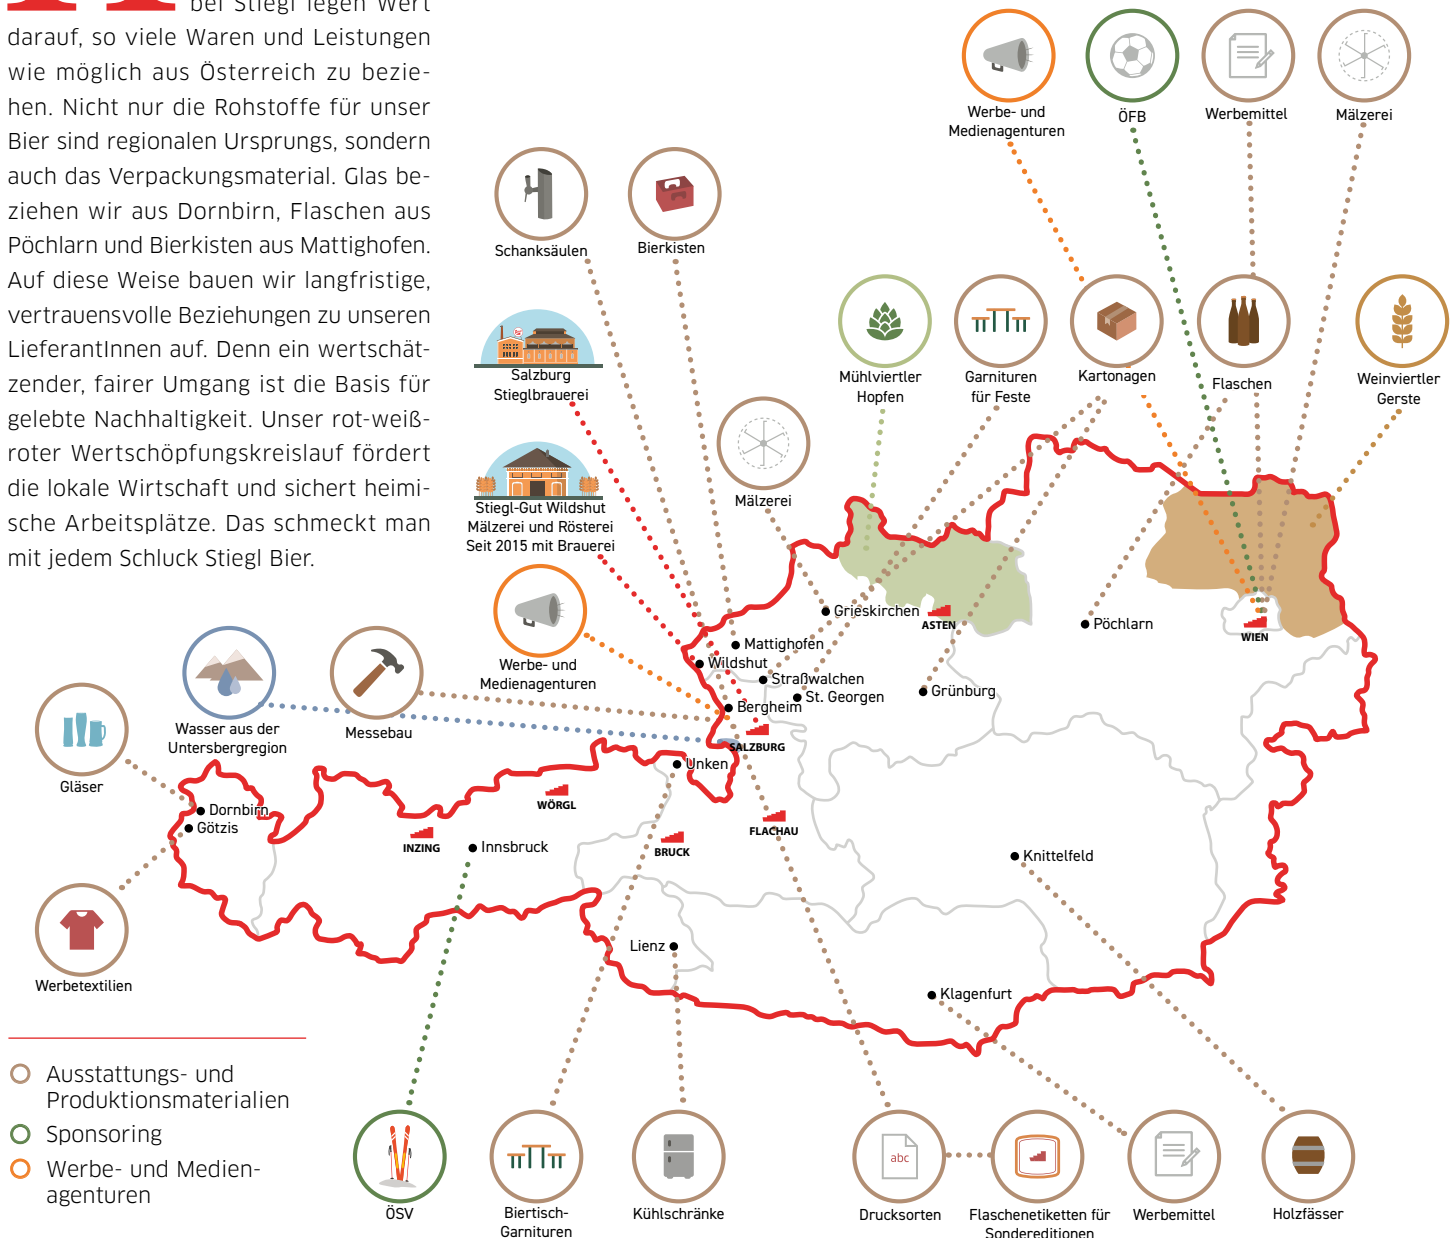 bei Stiegl legen Wert
darauf, so viele Waren und Leistungen
wie möglich aus Österreich zu bezie-
hen. Nicht nur die Rohstoffe für unser
Bier sind regionalen Ursprungs, sondern
auch das Verpackungsmaterial. Glas be-
ziehen wir aus Dornbirn, Flaschen aus
Pöchlarn und Bierkisten aus Mattighofen.
Auf diese Weise bauen wir langfristige,
vertrauensvolle Beziehungen zu unseren
LieferantInnen auf. Denn ein wertschät-
zender, fairer Umgang ist die Basis für
gelebte Nachhaltigkeit. Unser rot-weiß-
roter Wertschöpfungskreislauf fördert
die lokale Wirtschaft und sichert heimi-
sche Arbeitsplätze. Das schmeckt man
mit jedem Schluck Stiegl Bier.
Werbe- und
Medienagenturen
ÖFB
Werbemittel
Mälzerei
Schanksäulen
Bierkisten
Salzburg
Stieglbrauerei
Mühlviertler
Hopfen
Garnituren
für Feste
Kartonagen
Flaschen
Weinviertler
Gerste
Mälzerei
Stiegl-Gut Wildshut
Mälzerei und Rösterei
Seit 2015 mit Brauerei
Werbe- und
Medienagenturen
Wasser aus der
Untersbergregion
Messebau
Gläser
Werbetextilien
Grieskirchen
ASTEN
Pöchlarn
WIEN
Mattighofen
Wildshut
Straßwalchen
St. Georgen
Grünburg
Bergheim
SALZBURG
Unken
Dornbirn
Götzis
WÖRGL
INZING
Innsbruck
BRUCK
FLACHAU
Knittelfeld
Lienz
Klagenfurt
Ausstattungs- und
Produktionsmaterialien
Sponsoring
Werbe- und Medien-
agenturen
ÖSV
Biertisch-
Garnituren
Kühlschränke
abc
Drucksorten
Flaschenetiketten für
Sondereditionen
Werbemittel
Holzfässer